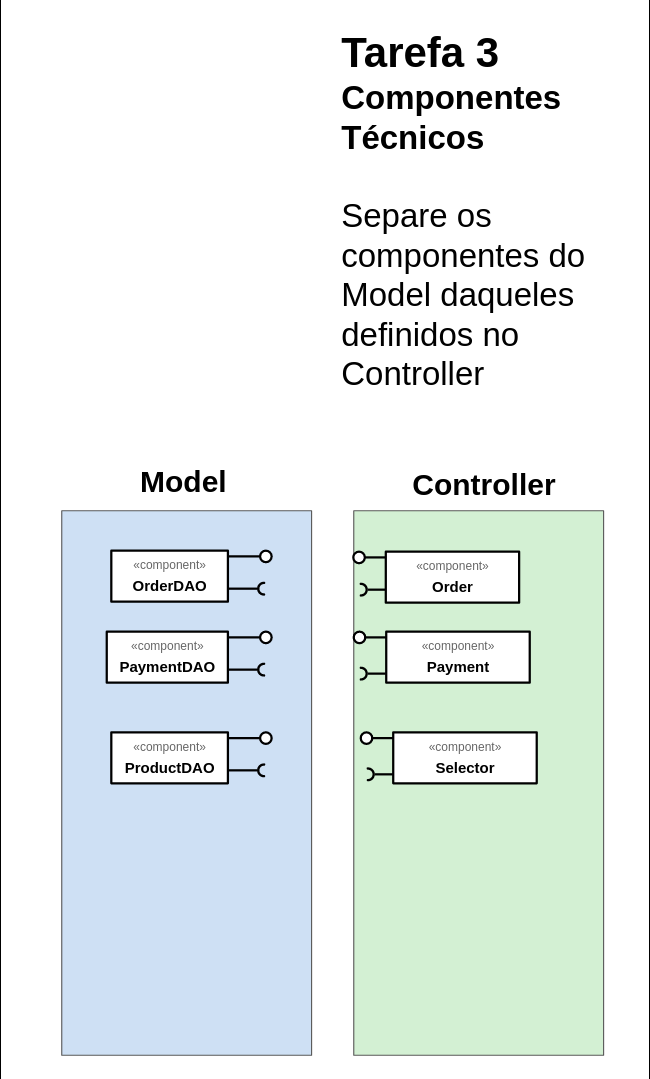 Tarefa 3
Componentes
Técnicos
Separe os
componentes do
Model daqueles
definidos no
Controller
Model
«component»
OrderDAO
«component»
PaymentDAO
«component»
ProductDAO
Controller
«component»
Order
«component»
Payment
«component»
Selector